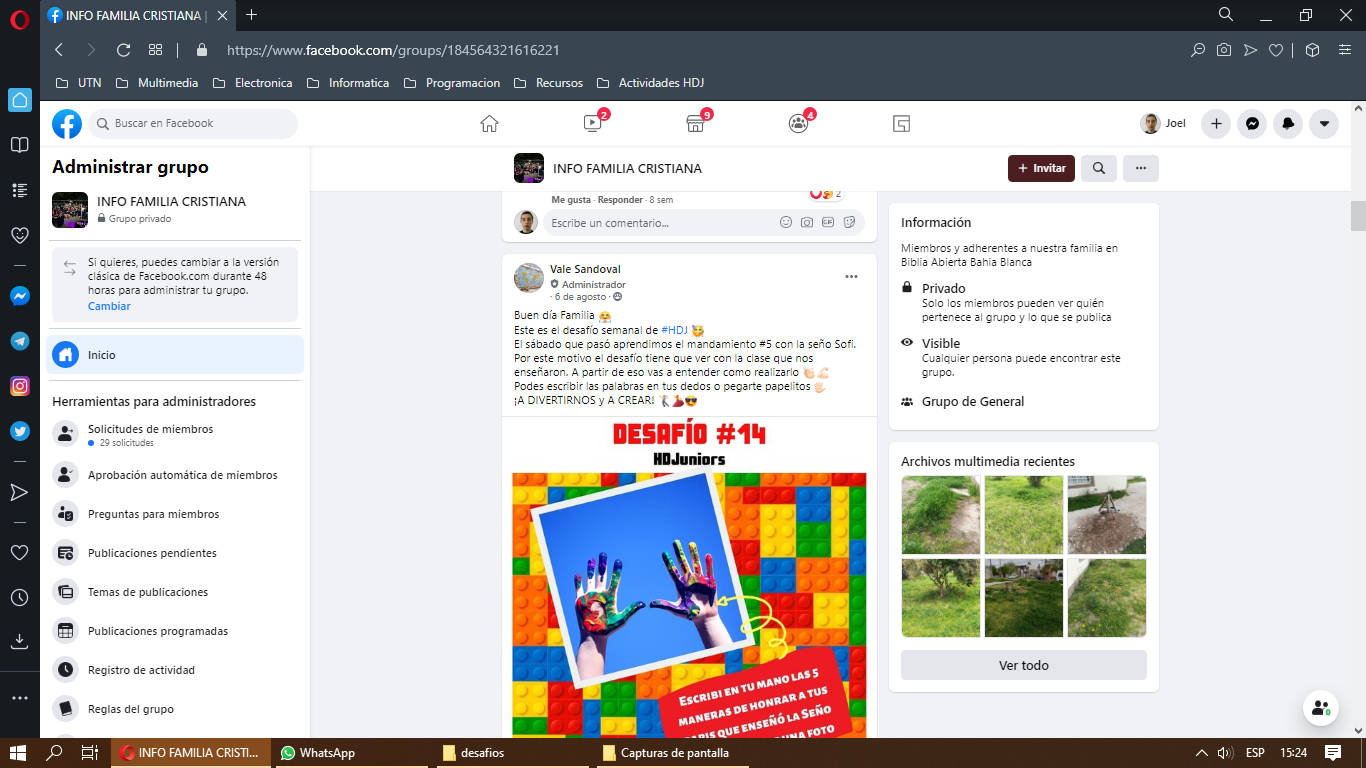 INFO FAMILIA CRISTIANA |
https://www.facebook.com/groups/184564321616221
UTN
Multimedia
Electronica
Informatica
Programacion
Recursos
Actividades HDJ
Buscar en Facebook
2
9
4
Joel
Administrar grupo
INFO FAMILIA CRISTIANA
Grupo privado
Si quieres, puedes cambiar a la versión
clásica de Facebook.com durante 48
horas para administrar tu grupo.
Cambiar
Inicio
Herramientas para administradores
Solicitudes de miembros
29 solicitudes
Aprobación automática de miembros
Preguntas para miembros
Publicaciones pendientes
Temas de publicaciones
Publicaciones programadas
Registro de actividad
Reglas del grupo
INFO FAMILIA CRISTIANA
+ Invitar
Me gusta · Responder · 8 sem
2
Escribe un comentario...
GIF
Vale Sandoval
Administrador
· 6 de agosto ·
Buen día Familia
Este es el desafío semanal de #HDJ
El sábado que pasó aprendimos el mandamiento #5 con la seño Sofi.
Por este motivo el desafío tiene que ver con la clase que nos
enseñaron. A partir de eso vas a entender como realizarlo
Podes escribir las palabras en tus dedos o pegarte papelitos
¡A DIVERTIRNOS y A CREAR!
DESAFÍO #14
HDJuniors
ESCRIBI EN TU MANO LAS 5
MANERAS DE HONRAR A TUS
QUE ENSEÑÓ LA SEÑO
UNA FOTO
Información
Miembros y adherentes a nuestra familia en
Biblia Abierta Bahia Blanca
Privado
Solo los miembros pueden ver quién
pertenece al grupo y lo que se publica
Visible
Cualquier persona puede encontrar este
grupo.
Grupo de General
Archivos multimedia recientes
Ver todo
INFO FAMILIA CRISTI...
WhatsApp
desafios
Capturas de pantalla
ESP
15:24